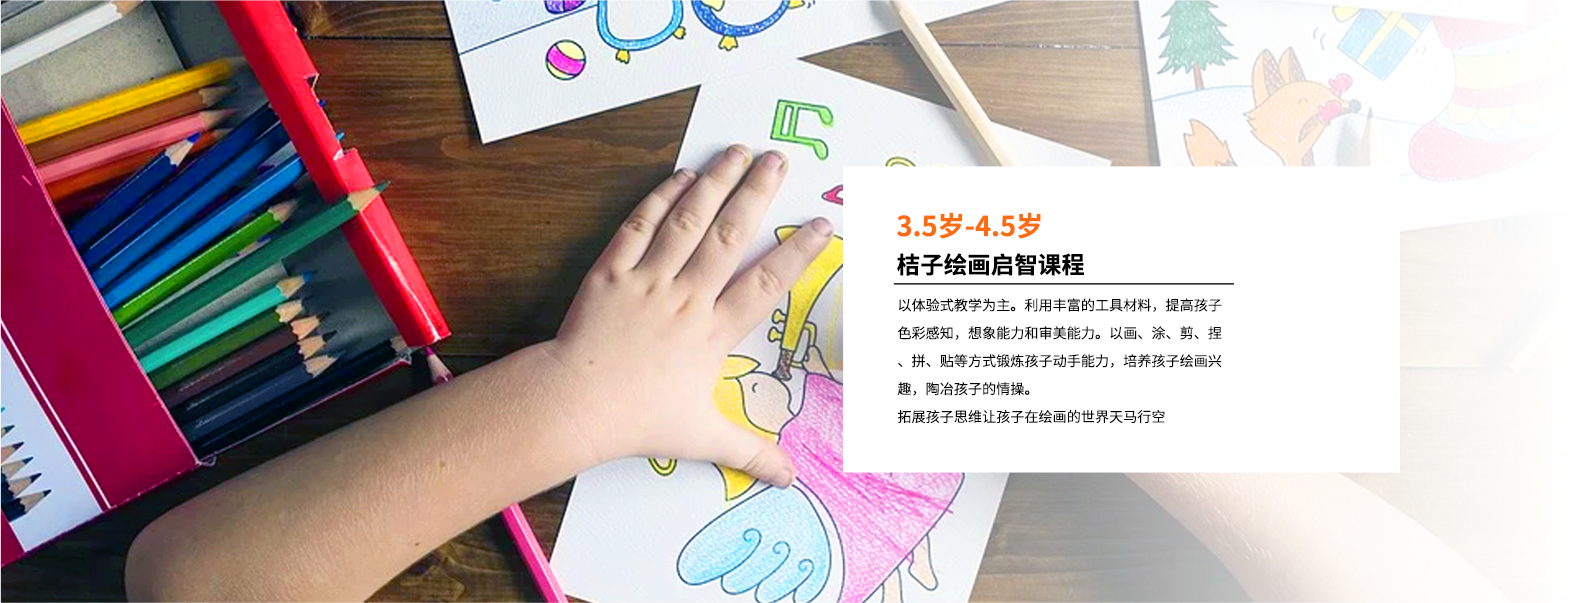 3.5岁-4.5岁
桔子绘画启智课程
以体验式教学为主。利用丰富的工具材料，提高孩子
色彩感知，想象能力和审美能力。以画、涂、剪、捏
、拼、贴等方式锻炼孩子动手能力，培养孩子绘画兴
趣，陶冶孩子的情操。
拓展孩子思维让孩子在绘画的世界天马行空